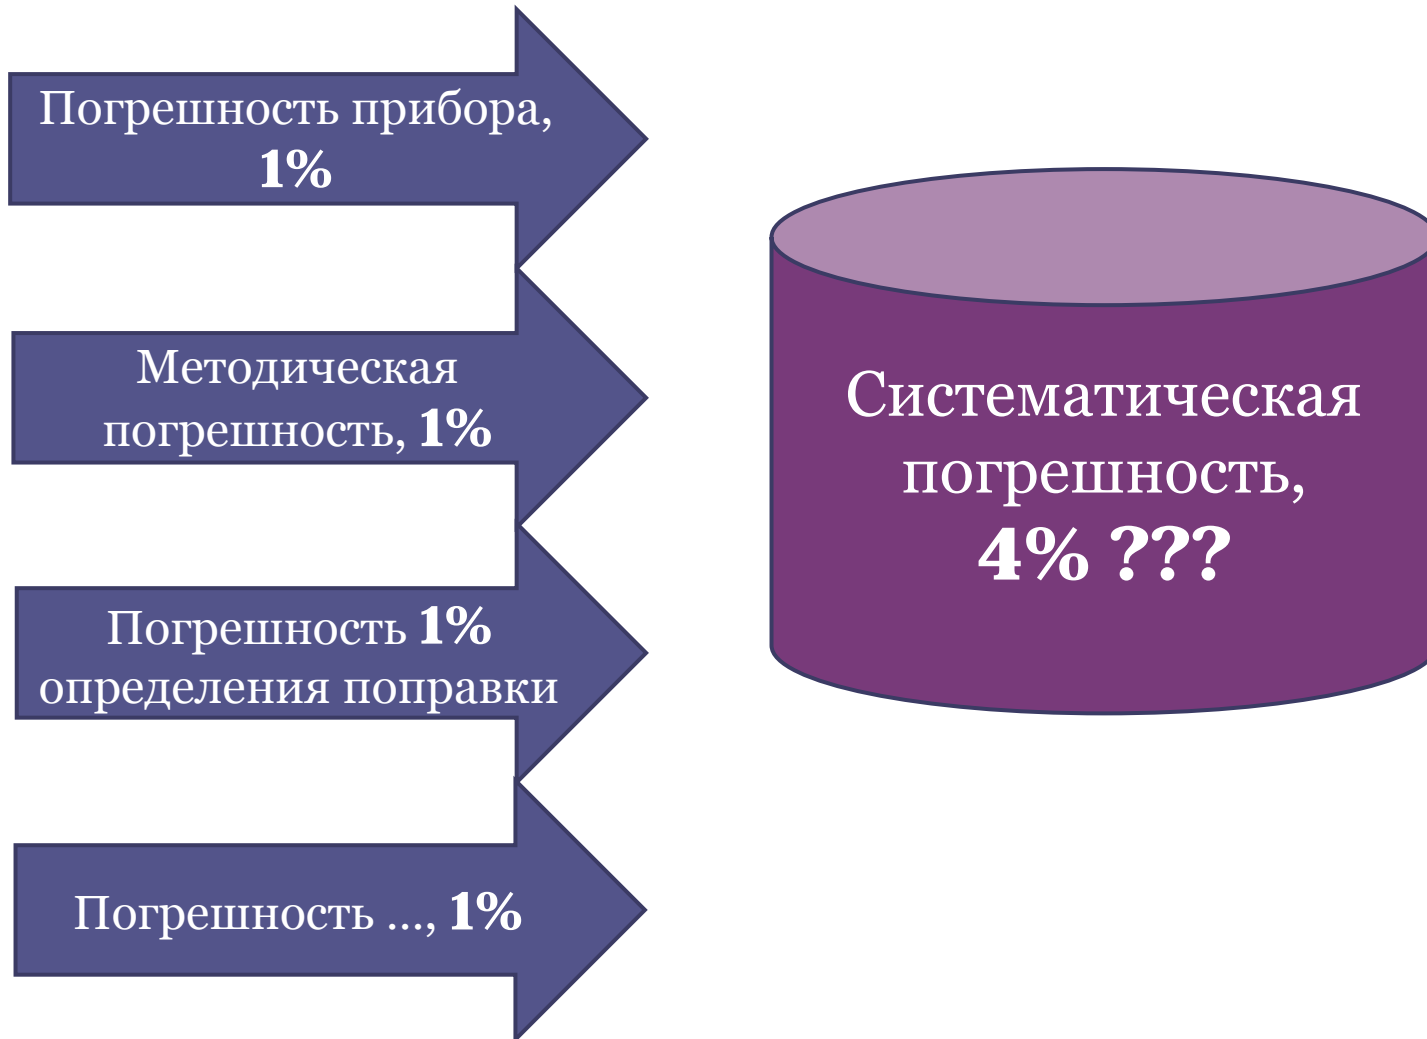 Погрешность прибора,
1%
Методическая
погрешность, 1%
Погрешность 1%
определения поправки
Погрешность ..., 1%
Систематическая
погрешность,
4% ???